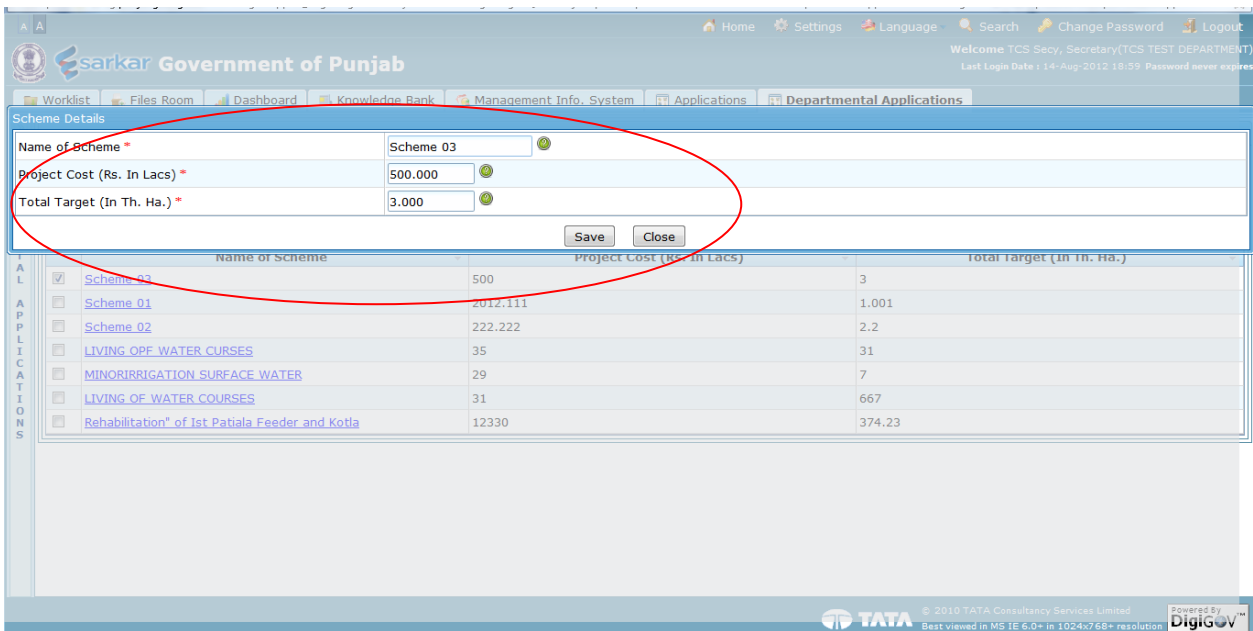 A A Home Settings Language Search Change Password Logout
Welcome TCS Secy, Secretary(TCS TEST DEPARTMENT)
esarkar Government of Punjab
Last Login Date : 14-Aug-2012 18:59 Password never expires
Worklist Files Room Dashboard Knowledge Bank Management Info. System Applications Departmental Applications
Scheme Details
Name of Scheme * Scheme 03
Project Cost (Rs. In Lacs) * 500.000
Total Target (In Th. Ha.) * 3.000
Save Close
Name of Scheme Project Cost (Rs. In Lacs) Total Target (In Th. Ha.)
Scheme 03 500 3
Scheme 01 2012.111 1.001
Scheme 02 222.222 2.2
LIVING OPF WATER CURSES 35 31
MINORIRRIGATION SURFACE WATER 29 7
LIVING OF WATER COURSES 31 667
Rehabilitation" of Ist Patiala Feeder and Kotla 12330 374.23
TAL APPLICATIONS
TATA © 2010 TATA Consultancy Services Limited Powered By
Best viewed in MS IE 6.0+ in 1024x768+ resolution DigiGOV™